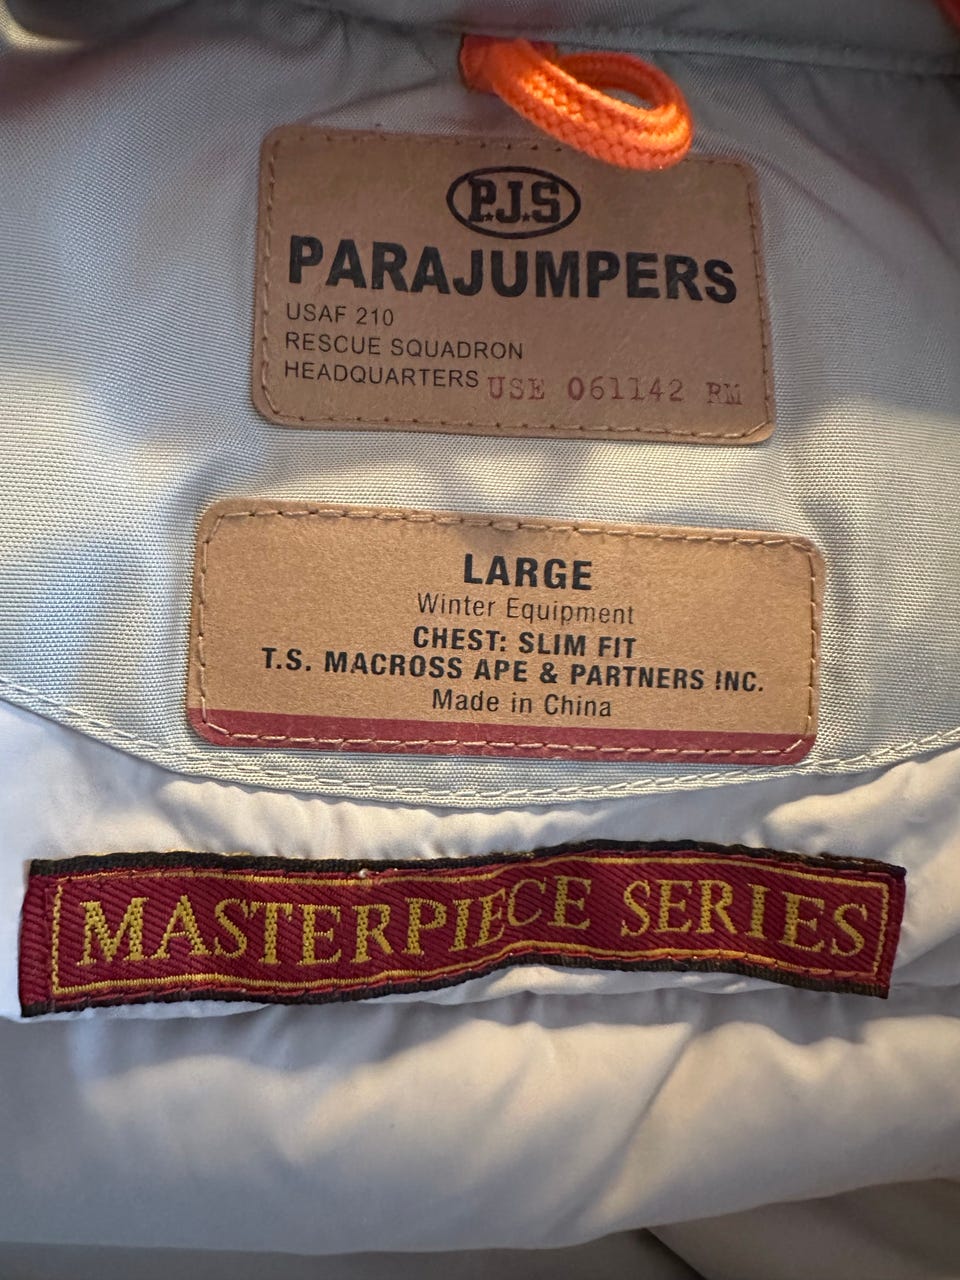 P.J.S
PARAJUMPERS
USAF 210
RESCUE SQUADRON
HEADQUARTERS USE 061142 RM
LARGE
Winter Equipment
CHEST: SLIM FIT
T.S. MACROSS APE & PARTNERS INC.
Made in China
MASTERPIECE SERIES